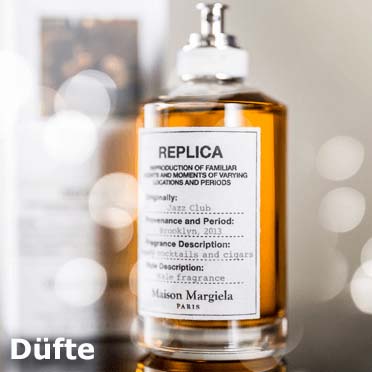 REPLICA
REPRODUCTION OF FAMILIAR
SCENTS AND MOMENTS OF VARYING
LOCATIONS AND PERIODS
Originally:
Jazz Club
Provenance and Period:
Brooklyn, 2013
Fragrance Description:
cocktails and cigars
Style Description:
Male fragrance
Maison Margiela
PARIS
Düfte